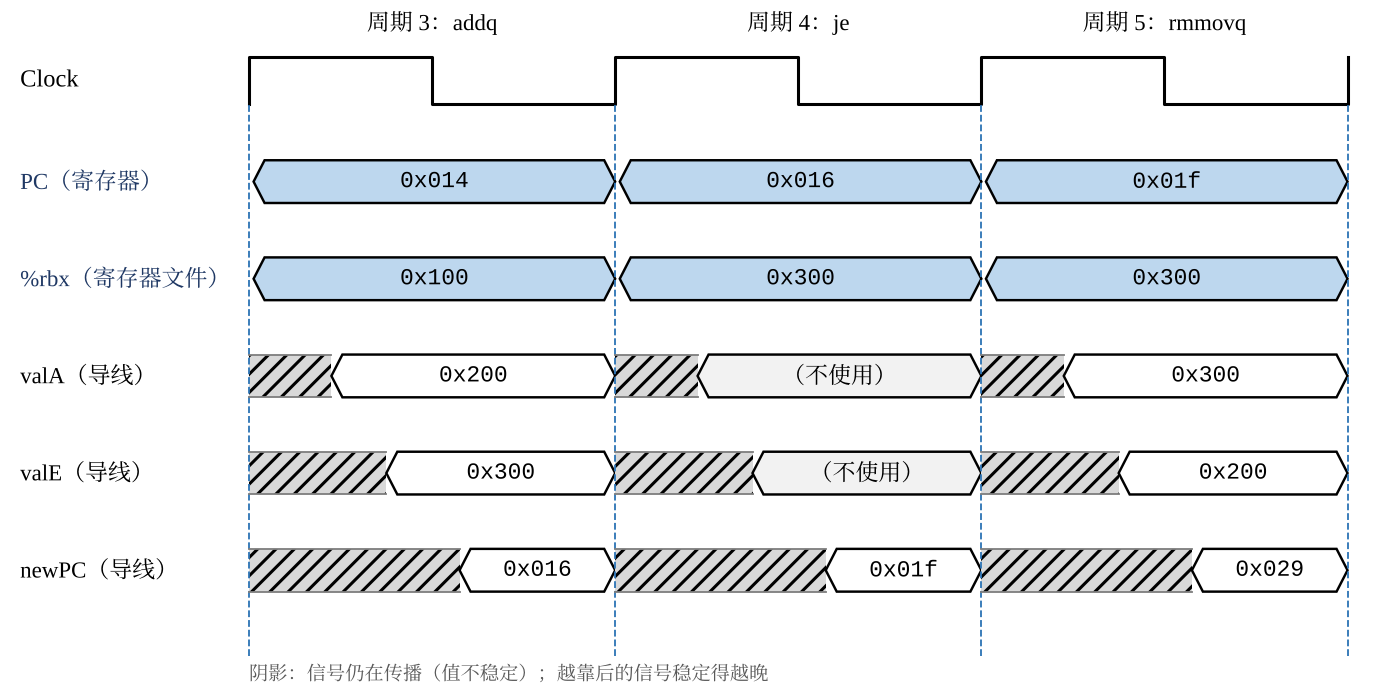 周期 3：addq 周期 4：je 周期 5：rmmovq
Clock
PC（寄存器） 0x014 0x016 0x01f
%rbx（寄存器文件） 0x100 0x300 0x300
valA（导线） 0x200 （不使用） 0x300
valE（导线） 0x300 （不使用） 0x200
newPC（导线） 0x016 0x01f 0x029
阴影：信号仍在传播（值不稳定）；越靠后的信号稳定得越晚